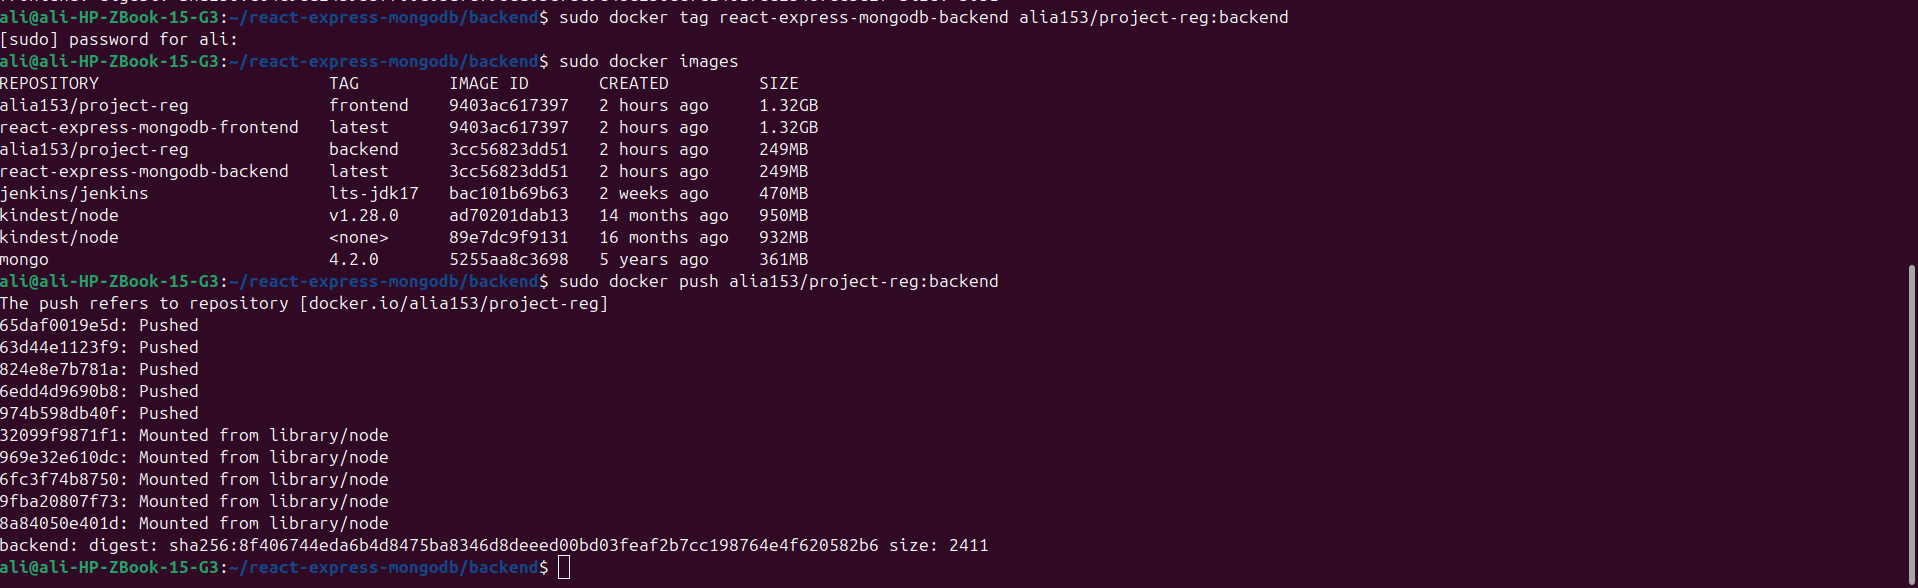 ali@ali-HP-ZBook-15-G3:~/react-express-mongodb/backend$ sudo docker tag react-express-mongodb-backend alia153/project-reg:backend
[sudo] password for ali:
ali@ali-HP-ZBook-15-G3:~/react-express-mongodb/backend$ sudo docker images
REPOSITORY TAG IMAGE ID CREATED SIZE
alia153/project-reg frontend 9403ac617397 2 hours ago 1.32GB
react-express-mongodb-frontend latest 9403ac617397 2 hours ago 1.32GB
alia153/project-reg backend 3cc56823dd51 2 hours ago 249MB
react-express-mongodb-backend latest 3cc56823dd51 2 hours ago 249MB
jenkins/jenkins lts-jdk17 bac101b69b63 2 weeks ago 470MB
kindest/node v1.28.0 ad70201dab13 14 months ago 950MB
kindest/node <none> 89e7dc9f9131 16 months ago 932MB
mongo 4.2.0 5255aa8c3698 5 years ago 361MB
ali@ali-HP-ZBook-15-G3:~/react-express-mongodb/backend$ sudo docker push alia153/project-reg:backend
The push refers to repository [docker.io/alia153/project-reg]
65daf0019e5d: Pushed
63d44e1123f9: Pushed
824e8e7b781a: Pushed
6edd4d9690b8: Pushed
974b598db40f: Pushed
32099f9871f1: Mounted from library/node
969e32e610dc: Mounted from library/node
6fc3f74b8750: Mounted from library/node
9fba20807f73: Mounted from library/node
8a84050e401d: Mounted from library/node
backend: digest: sha256:8f406744eda6b4d8475ba8346d8deeed00bd03feaf2b7cc198764e4f620582b6 size: 2411
ali@ali-HP-ZBook-15-G3:~/react-express-mongodb/backend$